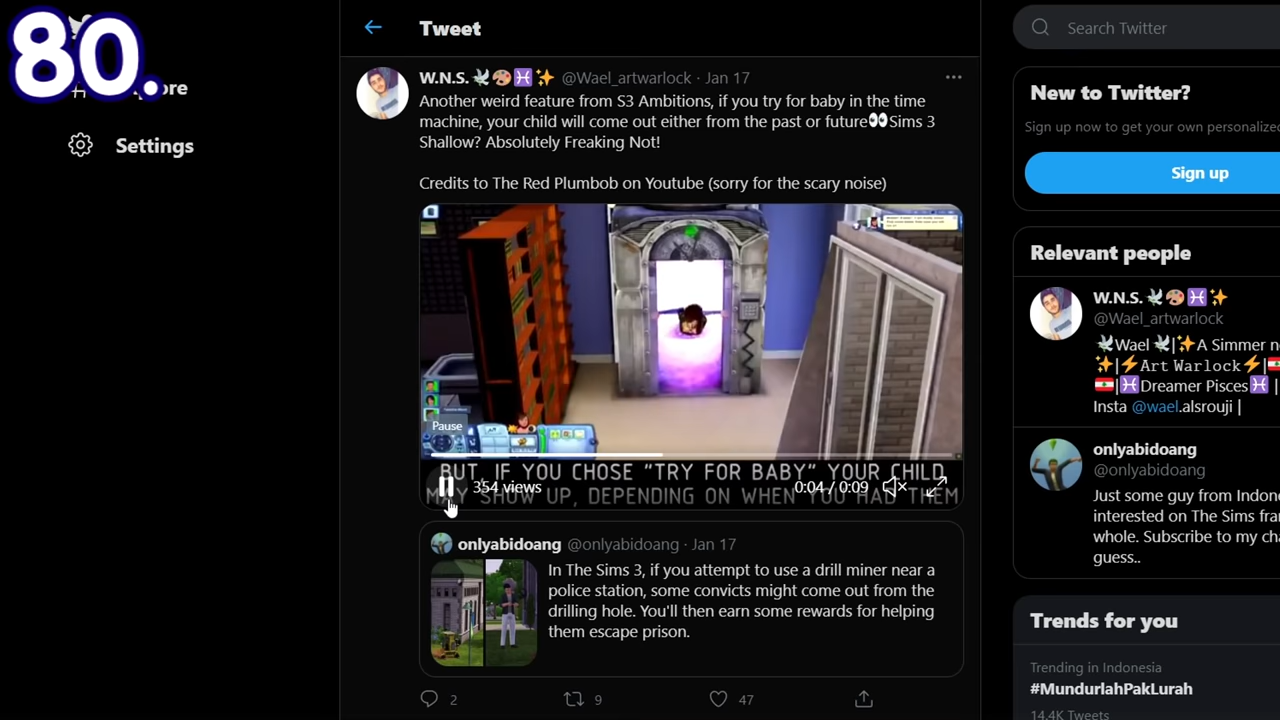 80.
Settings
Tweet
W.N.S.🕊🎨♓✨ @Wael_artwarlock · Jan 17
Another weird feature from S3 Ambitions, if you try for baby in the time
machine, your child will come out either from the past or future👀Sims 3
Shallow? Absolutely Freaking Not!
Credits to The Red Plumbob on Youtube (sorry for the scary noise)
Pause
BUT, IF YOU CHOSE "TRY FOR BABY" YOUR CHILD
MAY SHOW UP, DEPENDING ON WHEN YOU HAD THEM
354 views
0:04 / 0:09
onlyabidoang @onlyabidoang · Jan 17
In The Sims 3, if you attempt to use a drill miner near a
police station, some convicts might come out from the
drilling hole. You'll then earn some rewards for helping
them escape prison.
2
9
47
Search Twitter
New to Twitter?
Sign up now to get your own personalized
Sign up
Relevant people
W.N.S. 🕊🎨♓✨
@Wael_artwarlock
🕊Wael 🕊|✨A Simmer
✨|⚡Art Warlock⚡|🇱🇧
🇱🇧|♓Dreamer Pisces♓ |
Insta @wael.alsrouji |
onlyabidoang
@onlyabidoang
Just some guy from Indon
interested on The Sims fran
whole. Subscribe to my cha
guess..
Trends for you
Trending in Indonesia
#MundurlahPakLurah
14.4K Tweets